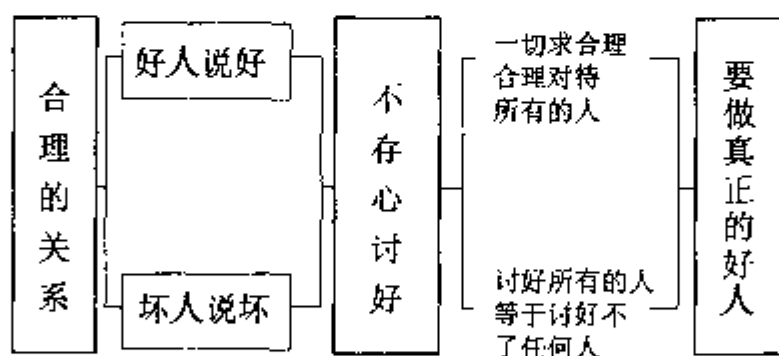 合理的关系
好人说好
坏人说坏
不存心讨好
一切求合理
合理对待
所有的人
讨好所有的人
等于讨好不
了任何人
要做真正的好人